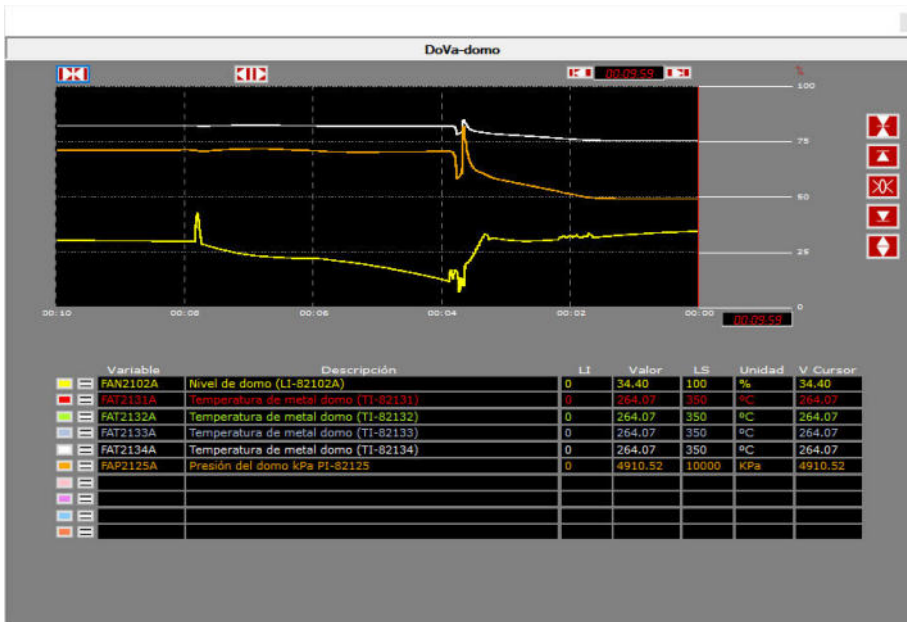 DoVa-domo
00:09:59 %
100
75
50
25
0
00:10 00:08 00:06 00:04 00:02 00:00
00:09:59
Variable Descripción LI Valor LS Unidad V Cursor
FAN2102A Nivel de domo (LI-82102A) 0 34.40 100 % 34.40
FAT2131A Temperatura de metal domo (TI-82131) 0 264.07 350 ºC 264.07
FAT2132A Temperatura de metal domo (TI-82132) 0 264.07 350 ºC 264.07
FAT2133A Temperatura de metal domo (TI-82133) 0 264.07 350 ºC 264.07
FAT2134A Temperatura de metal domo (TI-82134) 0 264.07 350 ºC 264.07
FAP2125A Presión del domo kPa PI-82125 0 4910.52 10000 KPa 4910.52